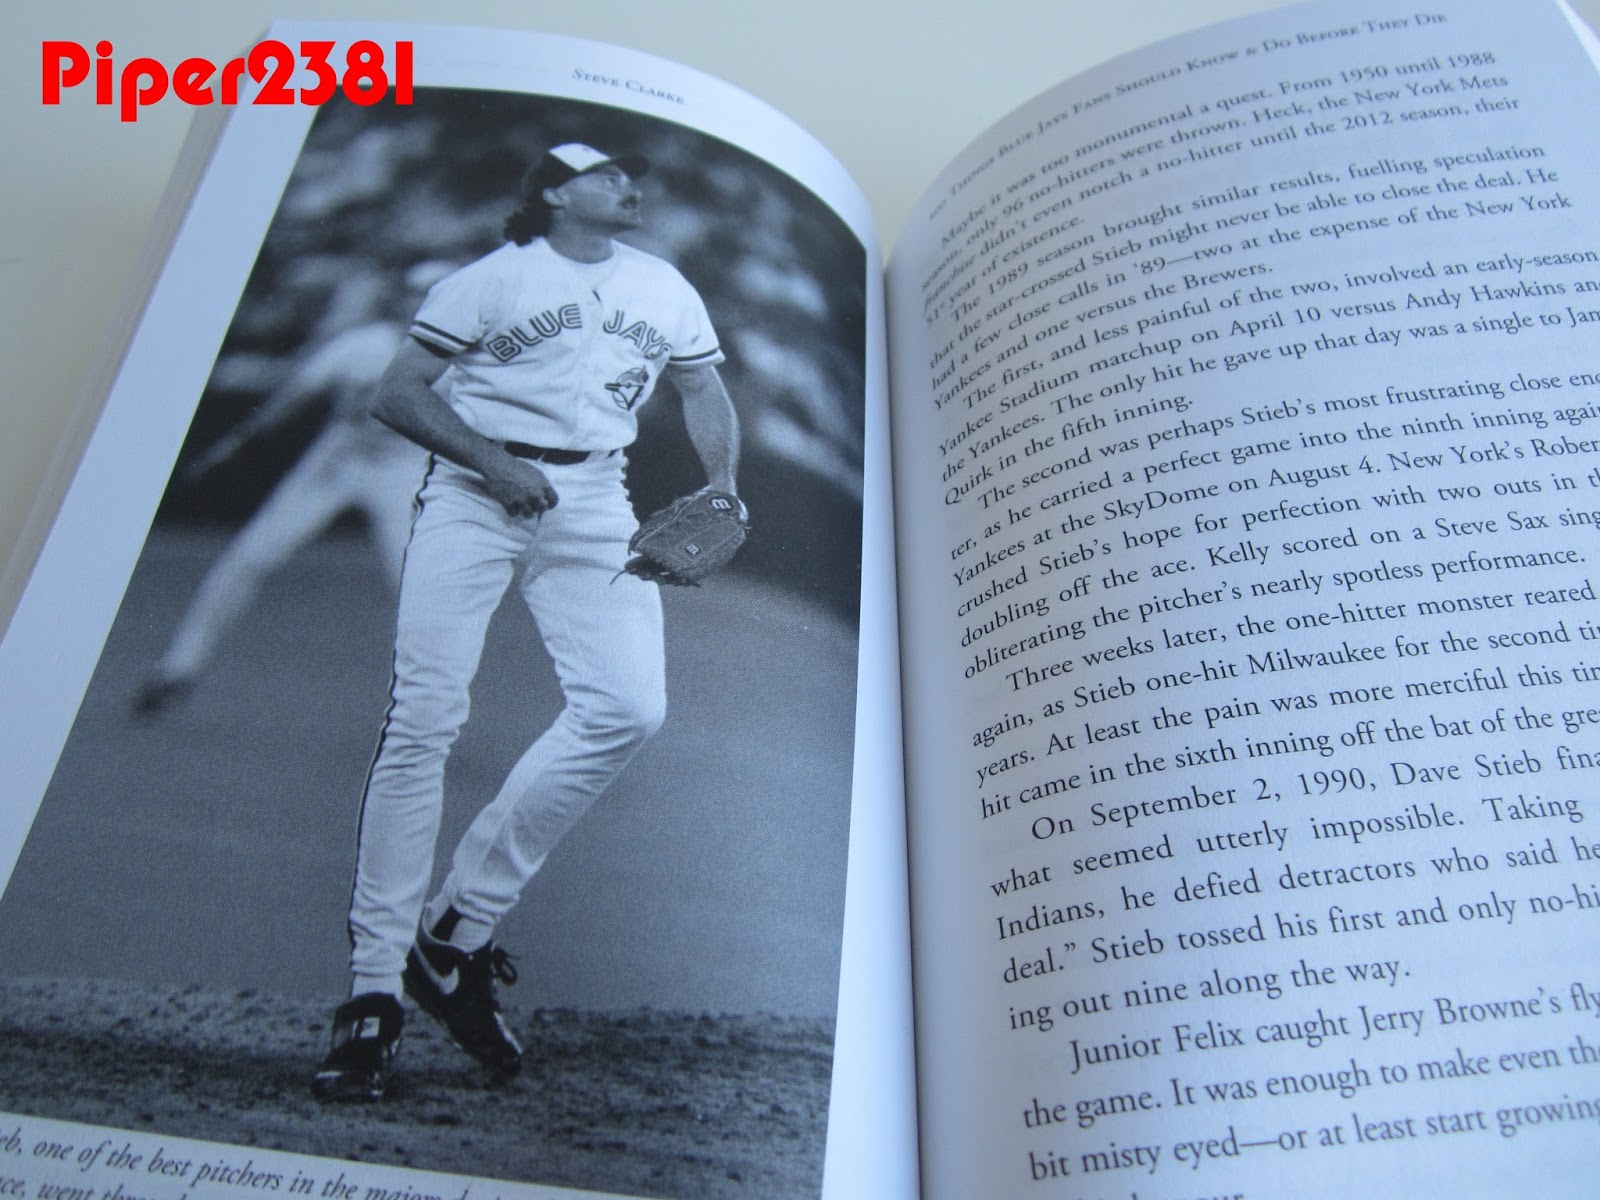 Piper2381
STEVE CLARKE
BLUE JAYS
eb, one of the best pitchers in the majors
ce, went
100 THINGS BLUE JAYS FANS SHOULD KNOW & DO BEFORE THEY DIE
Maybe it was too monumental a quest. From 1950 until 1988
season, only 96 no-hitters were thrown. Heck, the New York Mets
franchise didn't even notch a no-hitter until the 2012 season, their
51st year of existence.
The 1989 season brought similar results, fuelling speculation
that the star-crossed Stieb might never be able to close the deal. He
had a few close calls in '89—two at the expense of the New York
Yankees and one versus the Brewers.
The first, and less painful of the two, involved an early-season
Yankee Stadium matchup on April 10 versus Andy Hawkins and
the Yankees. The only hit he gave up that day was a single to Jam
Quirk in the fifth inning.
The second was perhaps Stieb's most frustrating close enc
ter, as he carried a perfect game into the ninth inning again
Yankees at the SkyDome on August 4. New York's Rober
crushed Stieb's hope for perfection with two outs in th
doubling off the ace. Kelly scored on a Steve Sax sing
obliterating the pitcher's nearly spotless performance.
Three weeks later, the one-hitter monster reared
again, as Stieb one-hit Milwaukee for the second tim
years. At least the pain was more merciful this tim
hit came in the sixth inning off the bat of the grea
On September 2, 1990, Dave Stieb fina
what seemed utterly impossible. Taking
Indians, he defied detractors who said he
deal." Stieb tossed his first and only no-hi
ing out nine along the way.
Junior Felix caught Jerry Browne's fly
the game. It was enough to make even the
bit misty eyed—or at least start growing